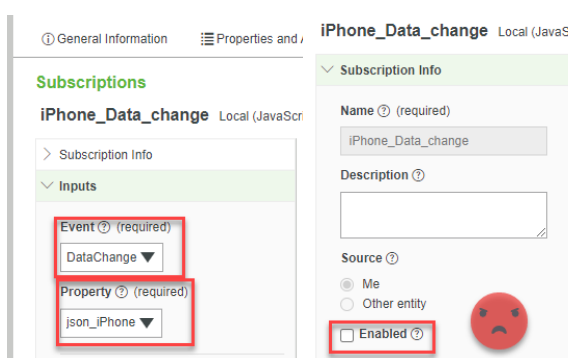 General Information
Properties and
Subscriptions
iPhone_Data_change Local (JavaScri
Subscription Info
Inputs
Event (required)
DataChange
Property (required)
json_iPhone
iPhone_Data_change Local (JavaS
Subscription Info
Name (required)
iPhone_Data_change
Description
Source
Me
Other entity
Enabled